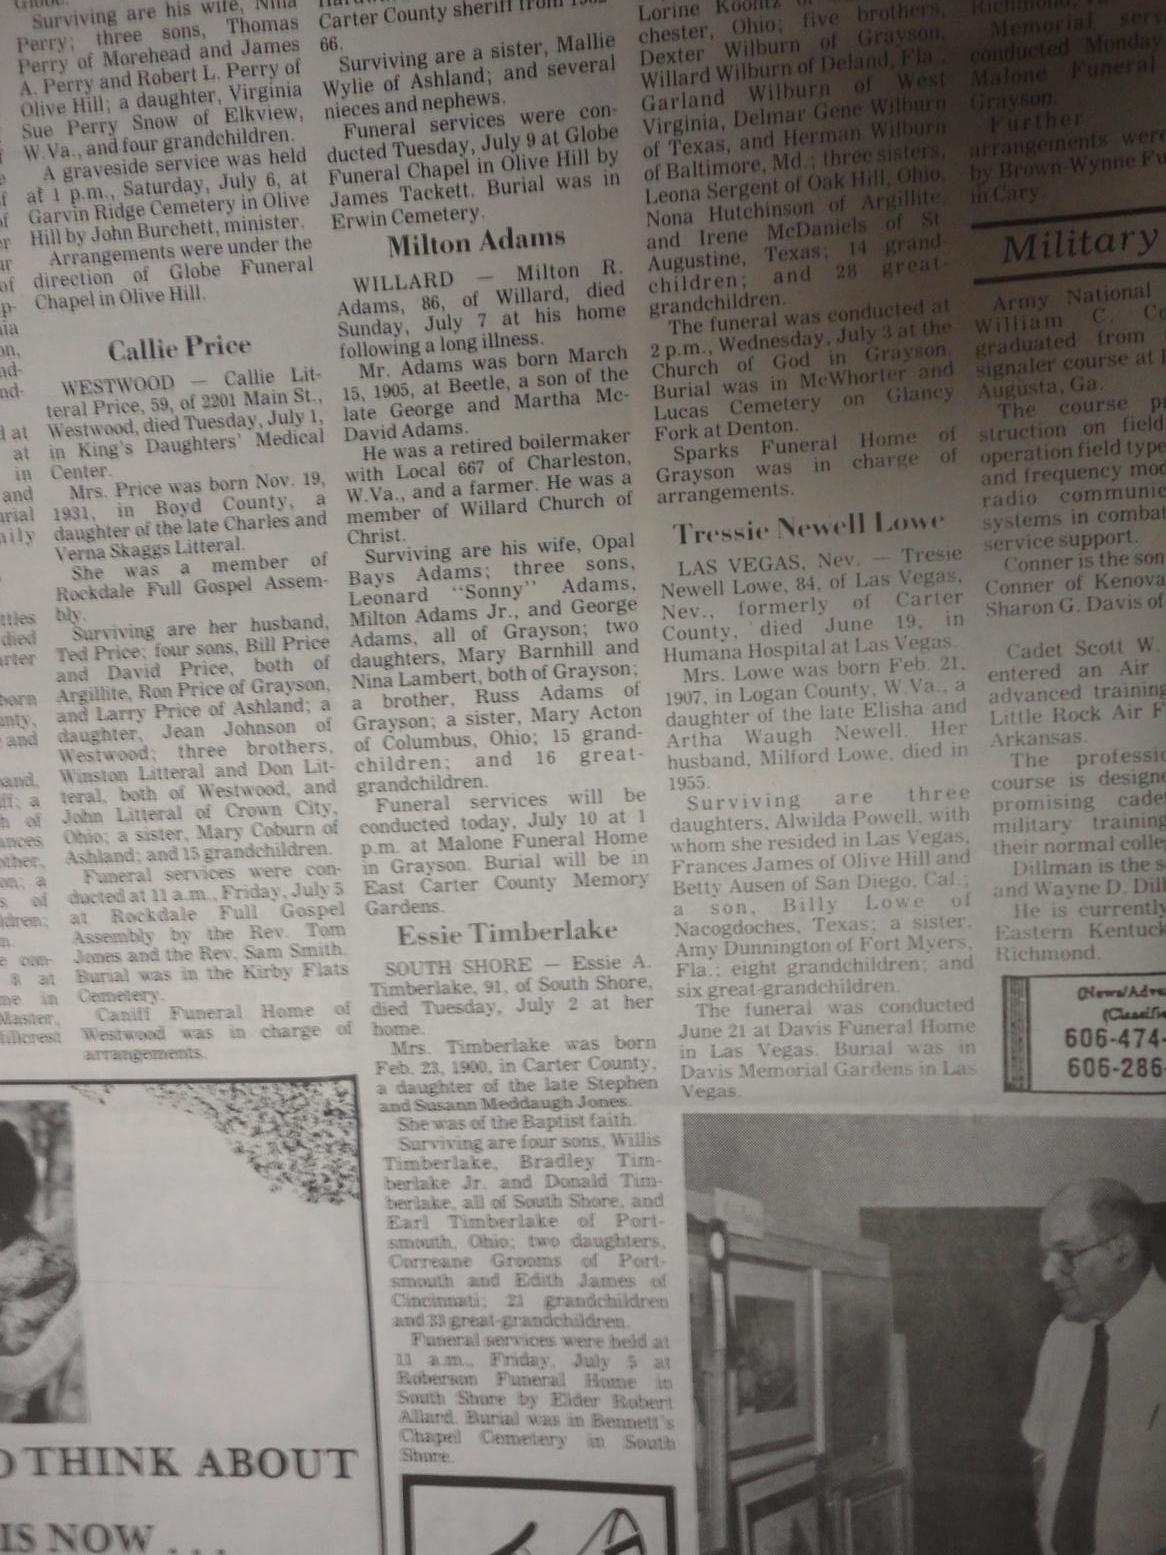 Surviving are his wife, Nina
Perry; three sons, Thomas
Perry of Morehead and James
A. Perry and Robert L. Perry of
Olive Hill; a daughter, Virginia
Sue Perry Snow of Elkview,
W.Va., and four grandchildren.
A graveside service was held
at 1 p.m., Saturday, July 6, at
Garvin Ridge Cemetery in Olive
Hill by John Burchett, minister.
Arrangements were under the
direction of Globe Funeral
Chapel in Olive Hill.
Callie Price
WESTWOOD — Callie Lit-
teral Price, 59, of 2201 Main St.,
Westwood, died Tuesday, July 1,
in King's Daughters' Medical
Center.
Mrs. Price was born Nov. 19,
1931, in Boyd County, a
daughter of the late Charles and
Verna Skaggs Litteral.
She was a member of
Rockdale Full Gospel Assem-
bly.
Surviving are her husband,
Ted Price; four sons, Bill Price
and David Price, both of
Argillite, Ron Price of Grayson,
and Larry Price of Ashland; a
daughter, Jean Johnson of
Westwood; three brothers,
Winston Litteral and Don Lit-
teral, both of Westwood, and
John Litteral of Crown City,
Ohio; a sister, Mary Coburn of
Ashland; and 15 grandchildren.
Funeral services were con-
ducted at 11 a.m., Friday, July 5
at Rockdale Full Gospel
Assembly by the Rev. Tom
Jones and the Rev. Sam Smith.
Burial was in the Kirby Flats
Cemetery.
Caniff Funeral Home of
Westwood was in charge of
arrangements.
THINK ABOUT
IS NOW . . .
Carter County sheriff from 1962
66.
Surviving are a sister, Mallie
Wylie of Ashland; and several
nieces and nephews.
Funeral services were con-
ducted Tuesday, July 9 at Globe
Funeral Chapel in Olive Hill by
James Tackett. Burial was in
Erwin Cemetery.
Milton Adams
WILLARD — Milton R.
Adams, 86, of Willard, died
Sunday, July 7 at his home
following a long illness.
Mr. Adams was born March
15, 1905, at Beetle, a son of the
late George and Martha Mc-
David Adams.
He was a retired boilermaker
with Local 667 of Charleston,
W.Va., and a farmer. He was a
member of Willard Church of
Christ.
Surviving are his wife, Opal
Bays Adams; three sons,
Leonard "Sonny" Adams,
Milton Adams Jr., and George
Adams, all of Grayson; two
daughters, Mary Barnhill and
Nina Lambert, both of Grayson;
a brother, Russ Adams of
Grayson; a sister, Mary Acton
of Columbus, Ohio; 15 grand-
children; and 16 great-
grandchildren.
Funeral services will be
conducted today, July 10 at 1
p.m. at Malone Funeral Home
in Grayson. Burial will be in
East Carter County Memory
Gardens.
Essie Timberlake
SOUTH SHORE — Essie A.
Timberlake, 91, of South Shore,
died Tuesday, July 2 at her
home.
Mrs. Timberlake was born
Feb. 23, 1900, in Carter County,
a daughter of the late Stephen
and Susann Meddaugh Jones.
She was of the Baptist faith.
Surviving are four sons, Willis
Timberlake, Bradley Tim-
berlake Jr. and Donald Tim-
berlake, all of South Shore, and
Earl Timberlake of Port-
smouth, Ohio; two daughters,
Correane Grooms of Port-
smouth and Edith James of
Cincinnati; 21 grandchildren
and 33 great-grandchildren.
Funeral services were held at
11 a.m., Friday, July 5 at
Roberson Funeral Home in
South Shore by Elder Robert
Allard. Burial was in Bennett's
Chapel Cemetery in South
Shore.
Lorine Koontz of
chester, Ohio; five brothers,
Dexter Wilburn of Grayson,
Willard Wilburn of Deland, Fla.,
Garland Wilburn of West
Virginia, Delmar Gene Wilburn
of Texas, and Herman Wilburn
of Baltimore, Md.; three sisters,
Leona Sergent of Oak Hill, Ohio,
Nona Hutchinson of Argillite,
and Irene McDaniels of St
Augustine, Texas; 14 grand-
children; and 28 great-
grandchildren.
The funeral was conducted at
2 p.m., Wednesday, July 3 at the
Church of God in Grayson.
Burial was in McWhorter and
Lucas Cemetery on Glancy
Fork at Denton.
Sparks Funeral Home of
Grayson was in charge of
arrangements.
Tressie Newell Lowe
LAS VEGAS, Nev. — Tresie
Newell Lowe, 84, of Las Vegas,
Nev., formerly of Carter
County, died June 19, in
Humana Hospital at Las Vegas.
Mrs. Lowe was born Feb. 21,
1907, in Logan County, W.Va., a
daughter of the late Elisha and
Artha Waugh Newell. Her
husband, Milford Lowe, died in
1955.
Surviving are three
daughters, Alwilda Powell, with
whom she resided in Las Vegas,
Frances James of Olive Hill and
Betty Ausen of San Diego, Cal.;
a son, Billy Lowe of
Nacogdoches, Texas; a sister,
Amy Dunnington of Fort Myers,
Fla.; eight grandchildren; and
six great-grandchildren.
The funeral was conducted
June 21 at Davis Funeral Home
in Las Vegas. Burial was in
Davis Memorial Gardens in Las
Vegas.
Memorial
conducted Monday
Malone Funeral
Grayson.
Further
arrangements were
by Brown-Wynne
in Cary.
Military
Army National
William C.
graduated from
signaler course at
Augusta, Ga.
The course
struction on field
operation field type
and frequency
radio
systems in combat
service support.
Conner is the son
Conner of Kenova
Sharon G. Davis of
Cadet Scott W.
entered an Air
advanced training
Little Rock Air
Arkansas.
The
course is
promising
military training
their normal
Dillman is the
and Wayne D.
He is currently
Eastern
Richmond.
606-474-
606-286-